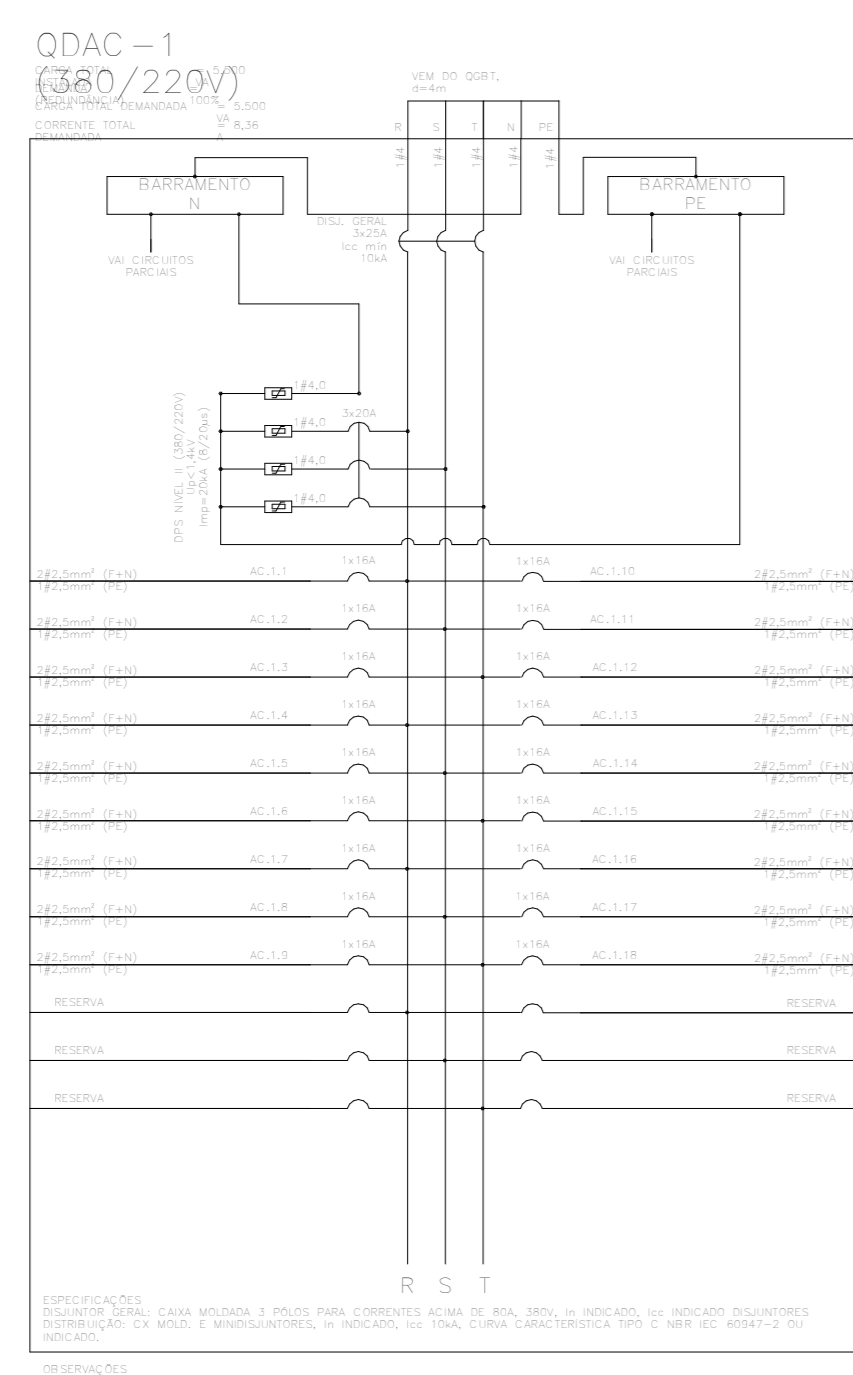 QDAC-1
(380/220V)
CARGA TOTAL
DEMANDA
(REDUNDÂNCIA)
100%
CARGA TOTAL DEMANDADA = 5.500
VA
CORRENTE TOTAL = 8,36
DEMANDADA A
VEM DO QGBT,
d=4m
R S T N PE
1#4 1#4 1#4 1#4 1#4
BARRAMENTO
N
BARRAMENTO
PE
DISJ. GERAL
3x25A
Icc mín
10kA
VAI CIRCUITOS
PARCIAIS
VAI CIRCUITOS
PARCIAIS
DPS NÍVEL II (380/220V)
Up<1,4kV
Imp=20kA (8/20µs)
1#4,0
1#4,0
3x20A
1#4,0
1#4,0
2#2,5mm² (F+N) AC.1.1 1x16A 1x16A AC.1.10 2#2,5mm² (F+N)
1#2,5mm² (PE) 1#2,5mm² (PE)
2#2,5mm² (F+N) AC.1.2 1x16A 1x16A AC.1.11 2#2,5mm² (F+N)
1#2,5mm² (PE) 1#2,5mm² (PE)
2#2,5mm² (F+N) AC.1.3 1x16A 1x16A AC.1.12 2#2,5mm² (F+N)
1#2,5mm² (PE) 1#2,5mm² (PE)
2#2,5mm² (F+N) AC.1.4 1x16A 1x16A AC.1.13 2#2,5mm² (F+N)
1#2,5mm² (PE) 1#2,5mm² (PE)
2#2,5mm² (F+N) AC.1.5 1x16A 1x16A AC.1.14 2#2,5mm² (F+N)
1#2,5mm² (PE) 1#2,5mm² (PE)
2#2,5mm² (F+N) AC.1.6 1x16A 1x16A AC.1.15 2#2,5mm² (F+N)
1#2,5mm² (PE) 1#2,5mm² (PE)
2#2,5mm² (F+N) AC.1.7 1x16A 1x16A AC.1.16 2#2,5mm² (F+N)
1#2,5mm² (PE) 1#2,5mm² (PE)
2#2,5mm² (F+N) AC.1.8 1x16A 1x16A AC.1.17 2#2,5mm² (F+N)
1#2,5mm² (PE) 1#2,5mm² (PE)
2#2,5mm² (F+N) AC.1.9 1x16A 1x16A AC.1.18 2#2,5mm² (F+N)
1#2,5mm² (PE) 1#2,5mm² (PE)
RESERVA RESERVA
RESERVA RESERVA
RESERVA RESERVA
R S T
ESPECIFICAÇÕES
DISJUNTOR GERAL: CAIXA MOLDADA 3 PÓLOS PARA CORRENTES ACIMA DE 80A, 380V, In INDICADO, Icc INDICADO DISJUNTORES
DISTRIBUIÇÃO: CX MOLD. E MINIDISJUNTORES, In INDICADO, Icc 10kA, CURVA CARACTERÍSTICA TIPO C NBR IEC 60947-2 OU
INDICADO.
OBSERVAÇÕES